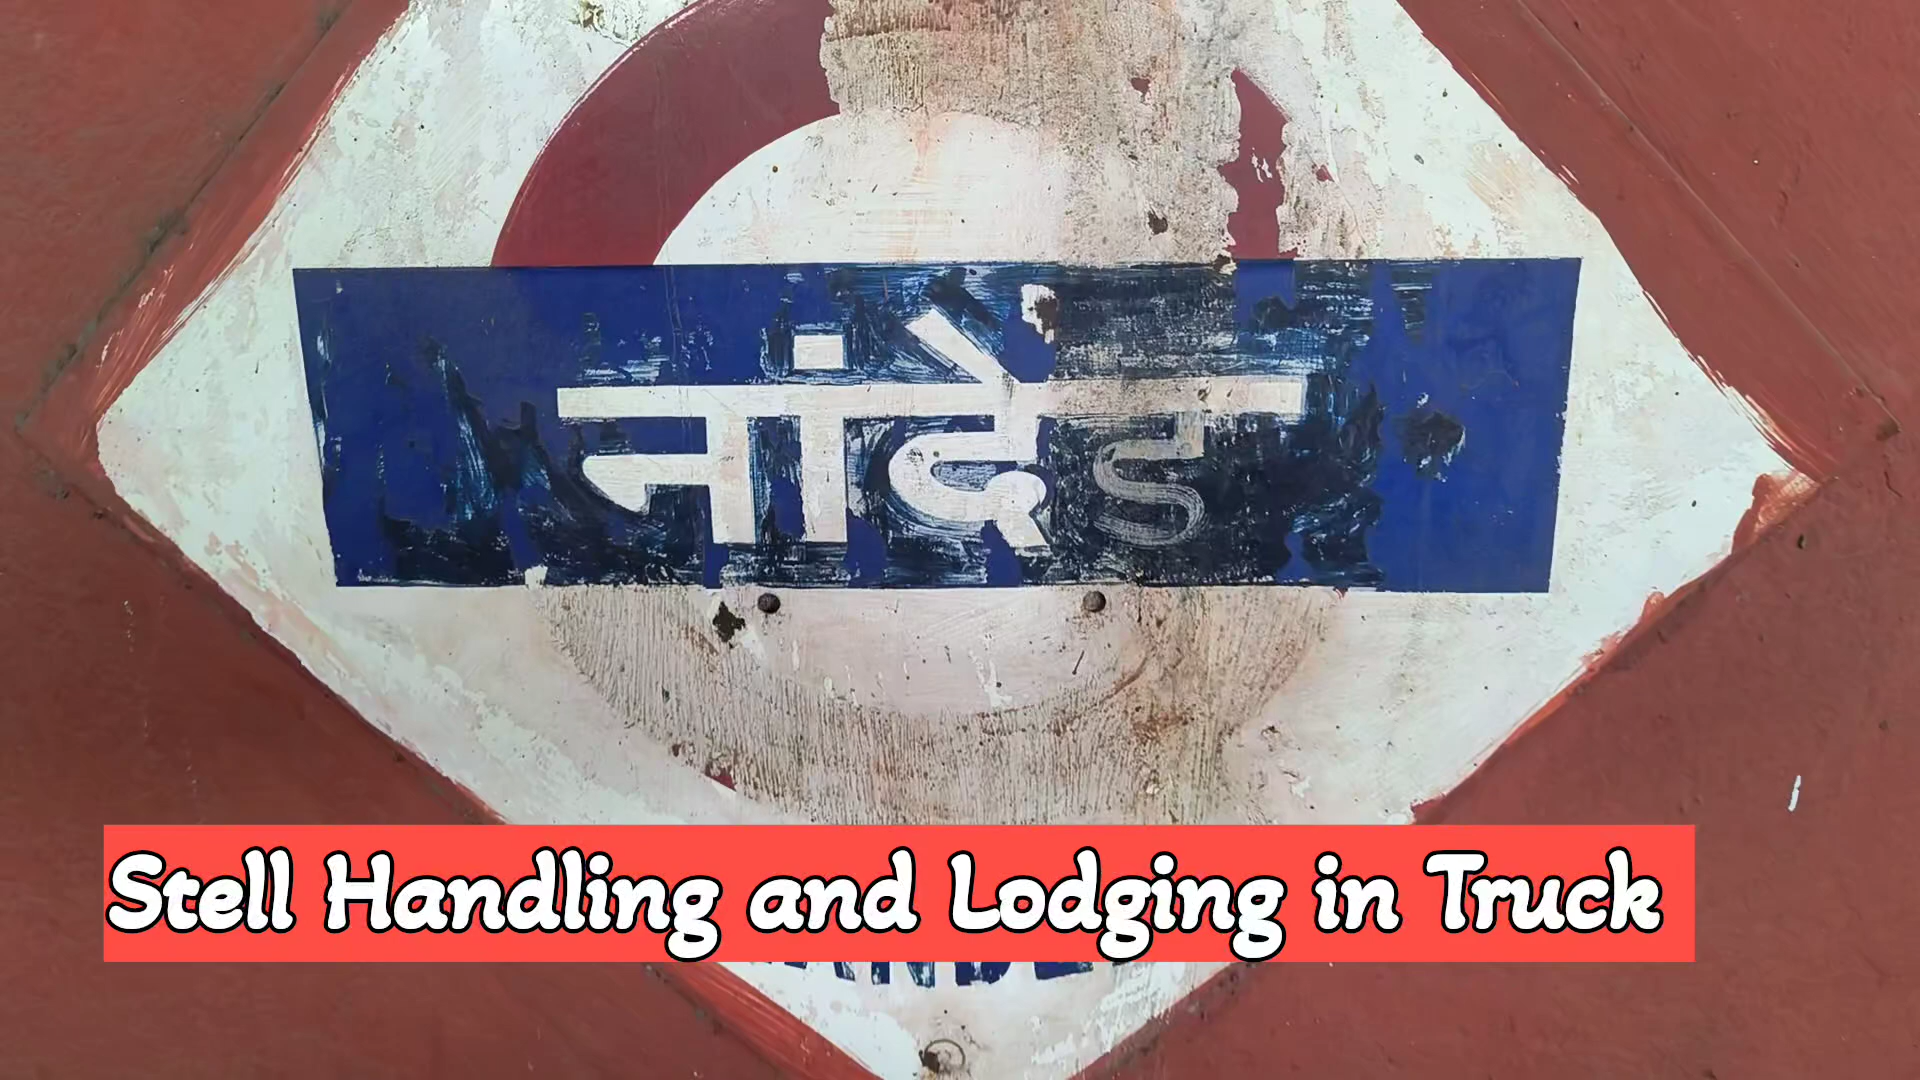 नांदेड
Stell Handling and Lodging in Truck